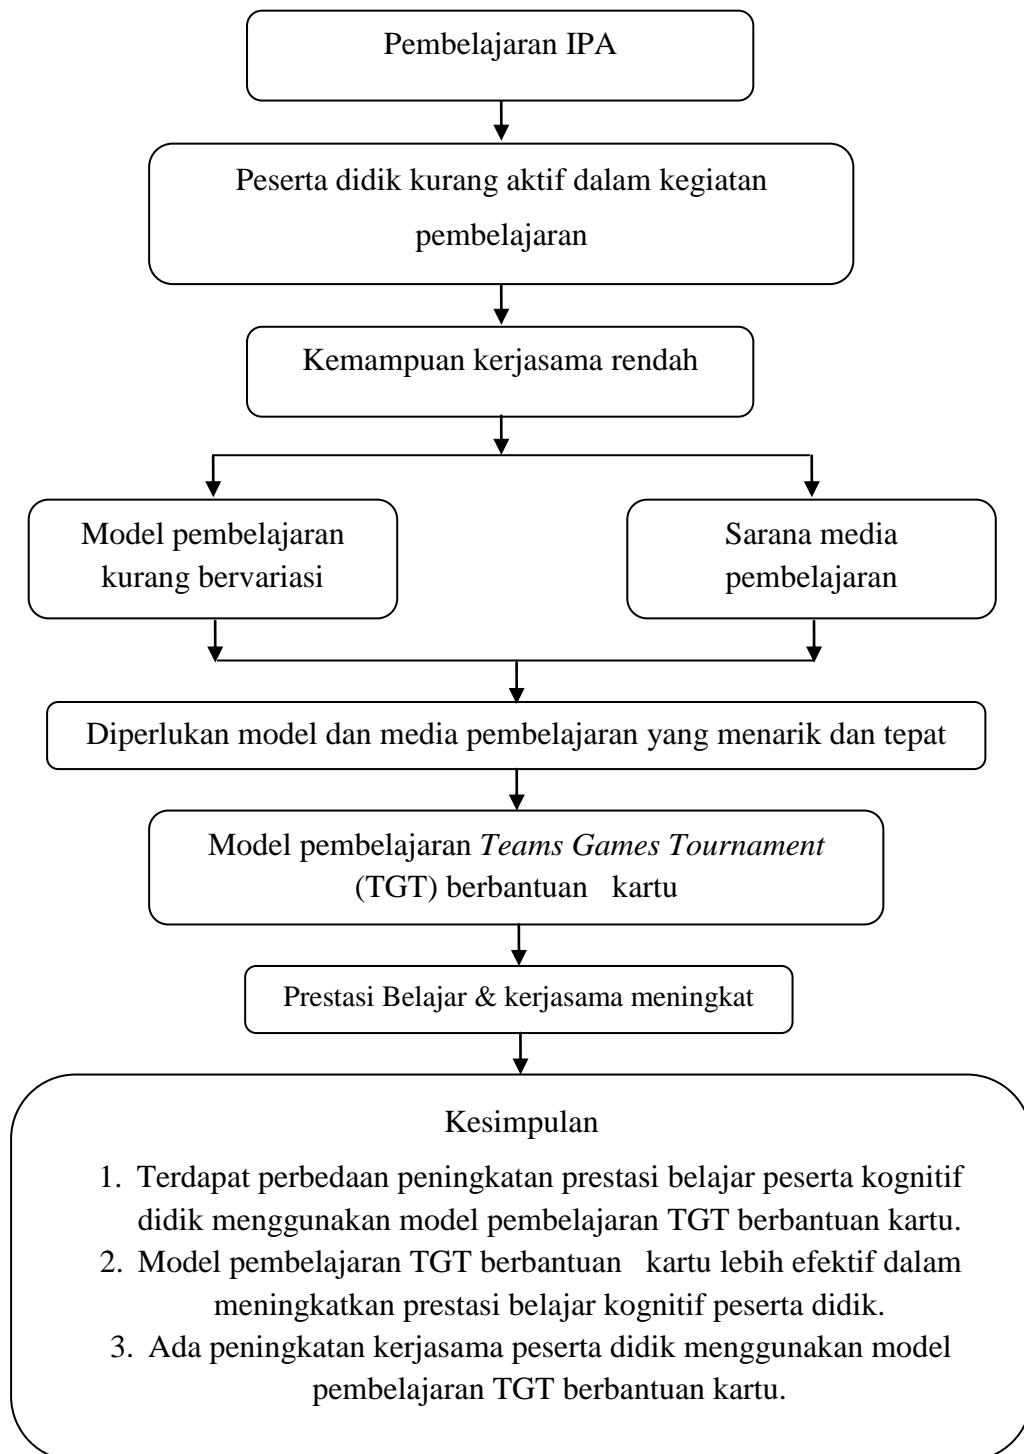 Pembelajaran IPA
Peserta didik kurang aktif dalam kegiatan
pembelajaran
Kemampuan kerjasama rendah
Model pembelajaran
kurang bervariasi
Sarana media
pembelajaran
Diperlukan model dan media pembelajaran yang menarik dan tepat
Model pembelajaran Teams Games Tournament
(TGT) berbantuan kartu
Prestasi Belajar & kerjasama meningkat
Kesimpulan
1. Terdapat perbedaan peningkatan prestasi belajar peserta kognitif
didik menggunakan model pembelajaran TGT berbantuan kartu.
2. Model pembelajaran TGT berbantuan kartu lebih efektif dalam
meningkatkan prestasi belajar kognitif peserta didik.
3. Ada peningkatan kerjasama peserta didik menggunakan model
pembelajaran TGT berbantuan kartu.